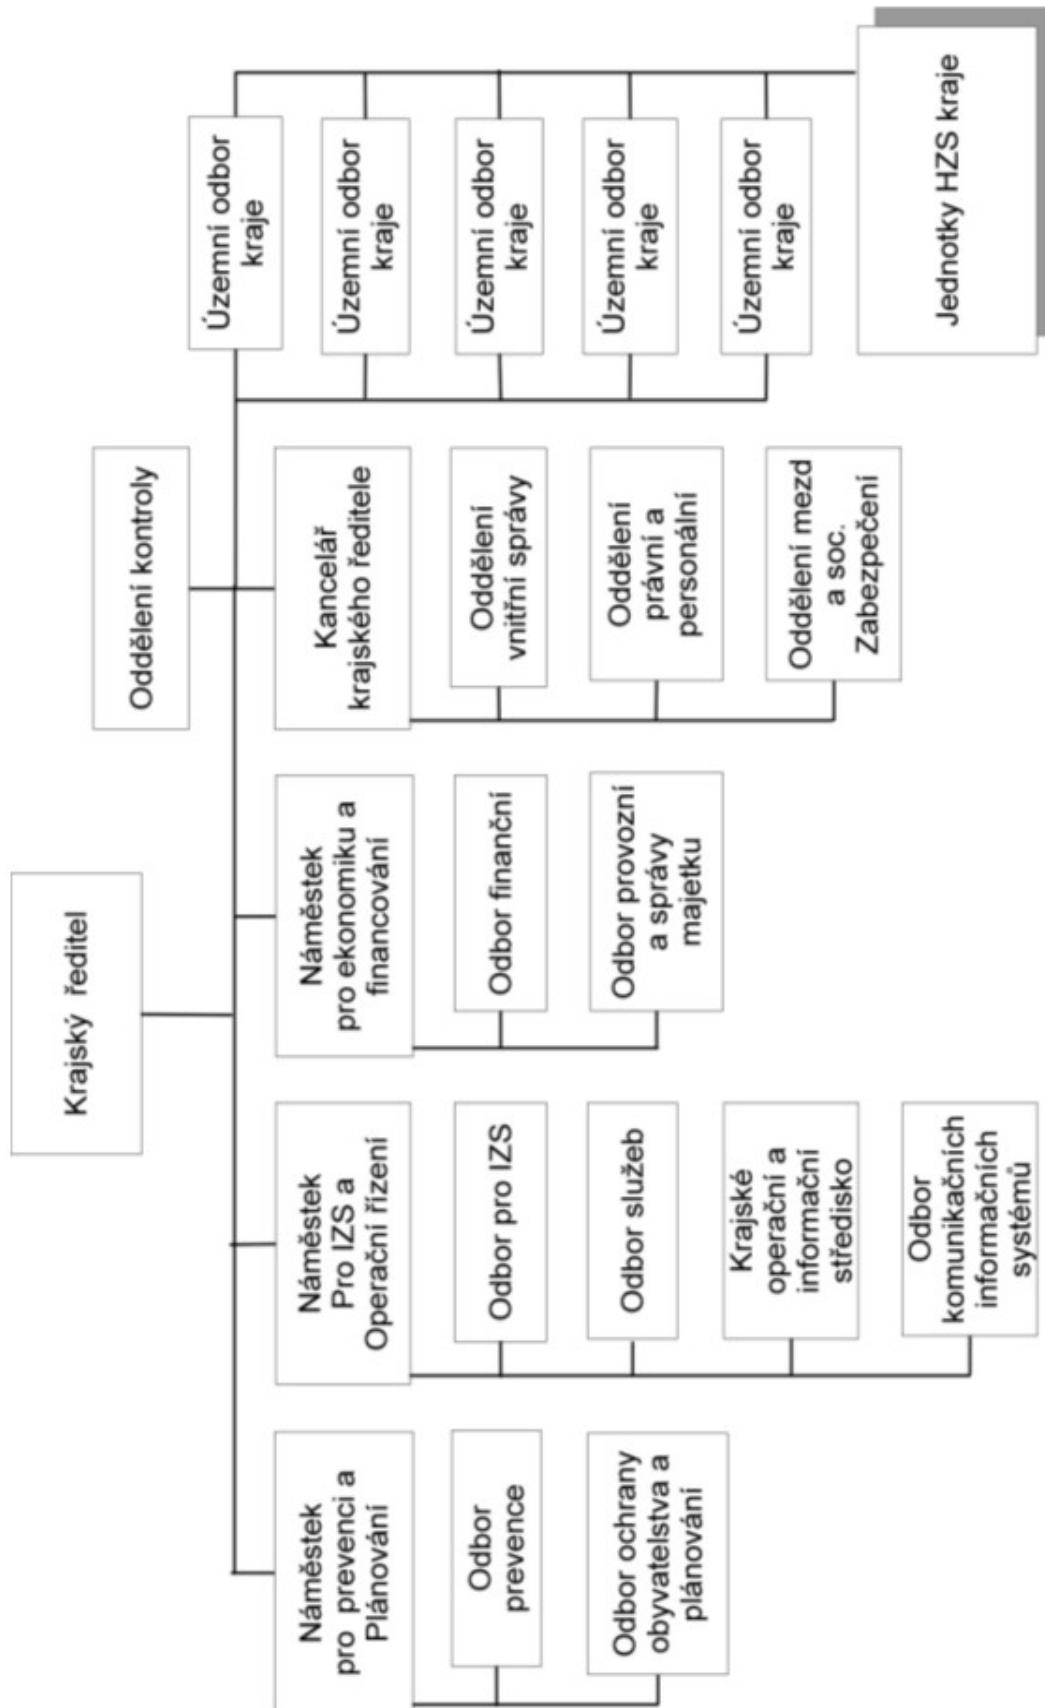 Krajský ředitel
Oddělení kontroly
Náměstek
pro prevenci a
Plánování
Odbor
prevence
Odbor ochrany
obyvatelstva a
plánování
Náměstek
Pro IZS a
Operační řízení
Odbor pro IZS
Odbor služeb
Krajské
operační a
informační
středisko
Odbor
komunikačních
informačních
systémů
Náměstek
pro ekonomiku a
financování
Odbor finanční
Odbor provozní
a správy
majetku
Kancelář
krajského ředitele
Oddělení
vnitřní správy
Oddělení
právní a
personální
Oddělení mezd
a soc.
Zabezpečení
Územní odbor
kraje
Územní odbor
kraje
Územní odbor
kraje
Územní odbor
kraje
Územní odbor
kraje
Jednotky HZS kraje